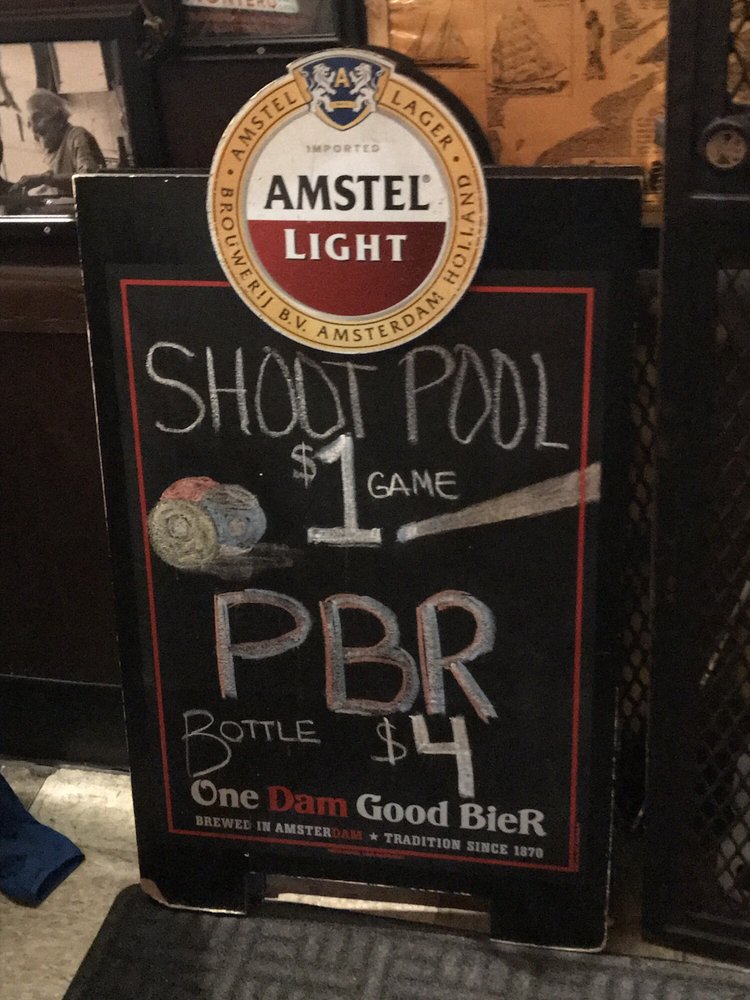 AMSTEL LAGER
A
IMPORTED
AMSTEL®
LIGHT
BROUWERIJ B.V. AMSTERDAM HOLLAND
SHOOT POOL
$1 GAME
PBR
BOTTLE $4
One Dam Good BieR
BREWED IN AMSTERDAM ★ TRADITION SINCE 1870